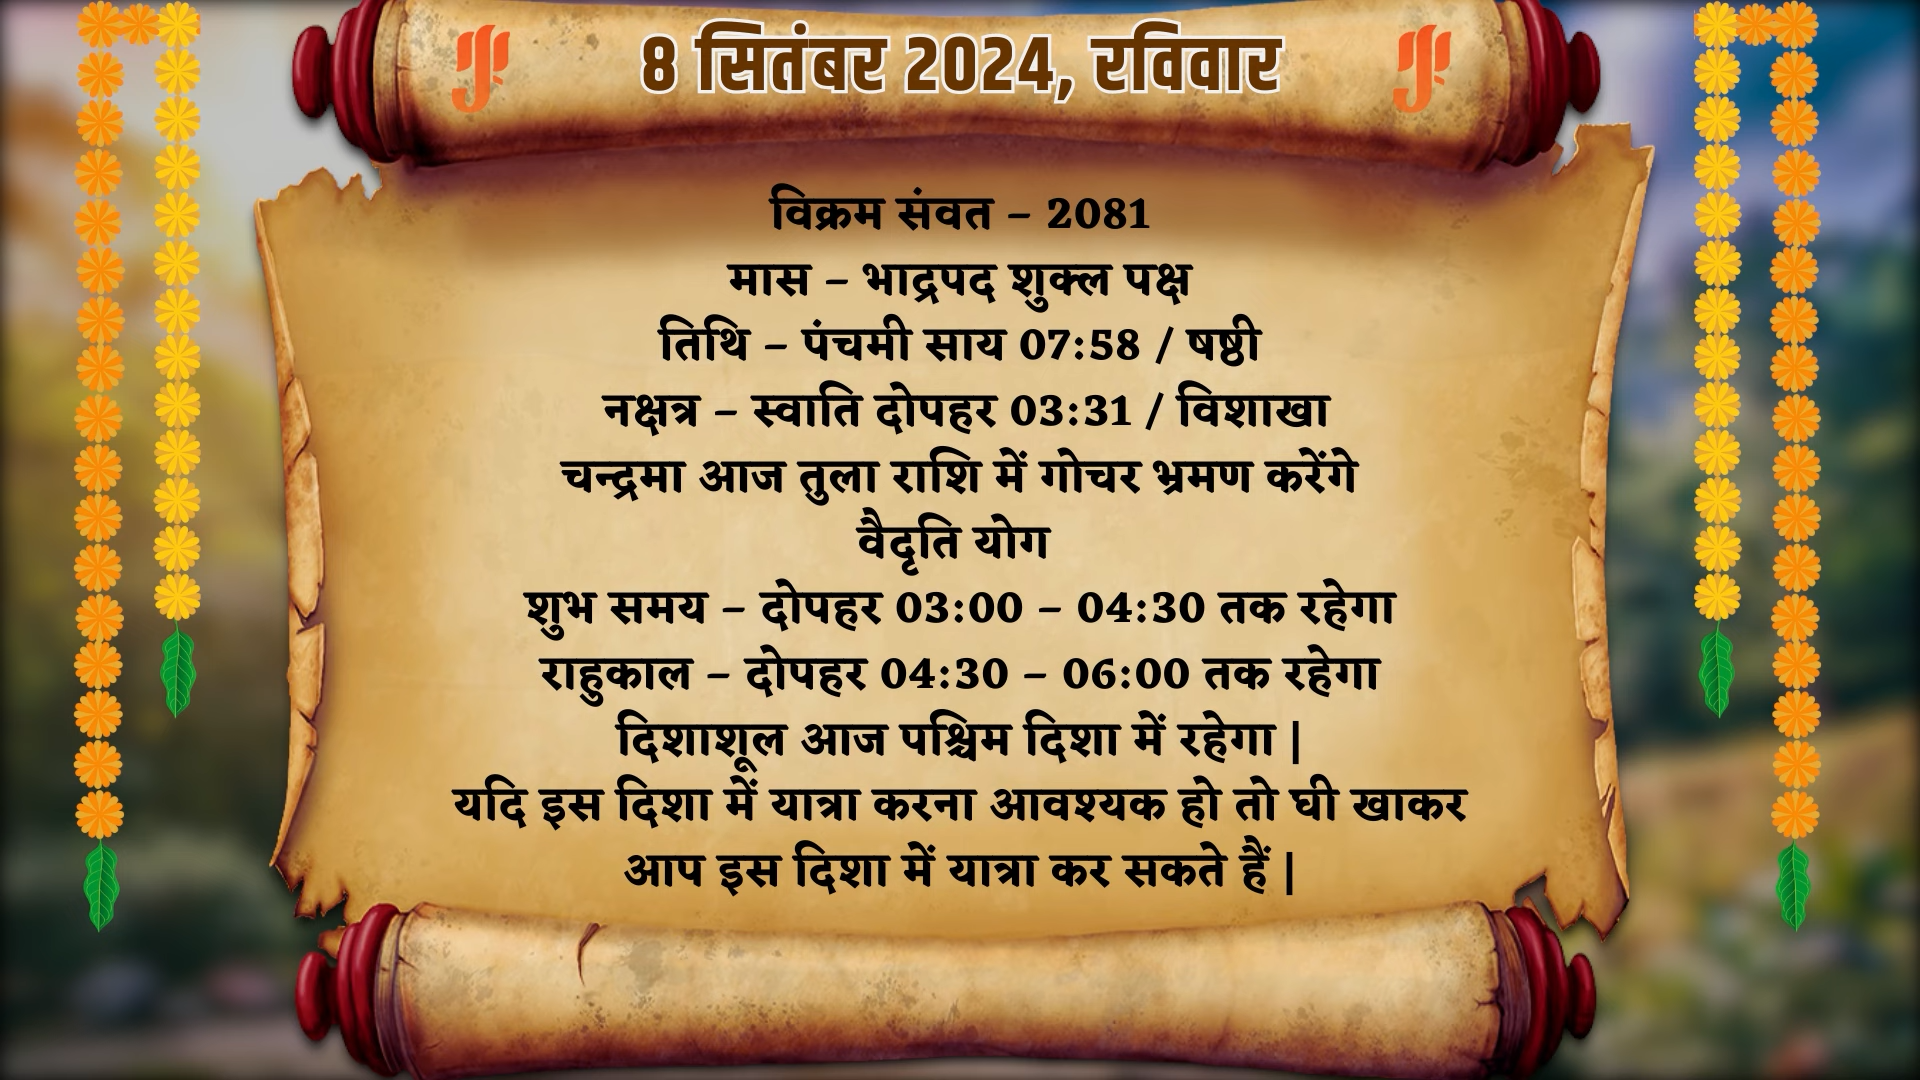 8 सितंबर 2024, रविवार
विक्रम संवत – 2081
मास – भाद्रपद शुक्ल पक्ष
तिथि – पंचमी साय 07:58 / षष्ठी
नक्षत्र – स्वाति दोपहर 03:31 / विशाखा
चन्द्रमा आज तुला राशि में गोचर भ्रमण करेंगे
वैदृति योग
शुभ समय – दोपहर 03:00 – 04:30 तक रहेगा
राहुकाल – दोपहर 04:30 – 06:00 तक रहेगा
दिशाशूल आज पश्चिम दिशा में रहेगा |
यदि इस दिशा में यात्रा करना आवश्यक हो तो घी खाकर
आप इस दिशा में यात्रा कर सकते हैं |